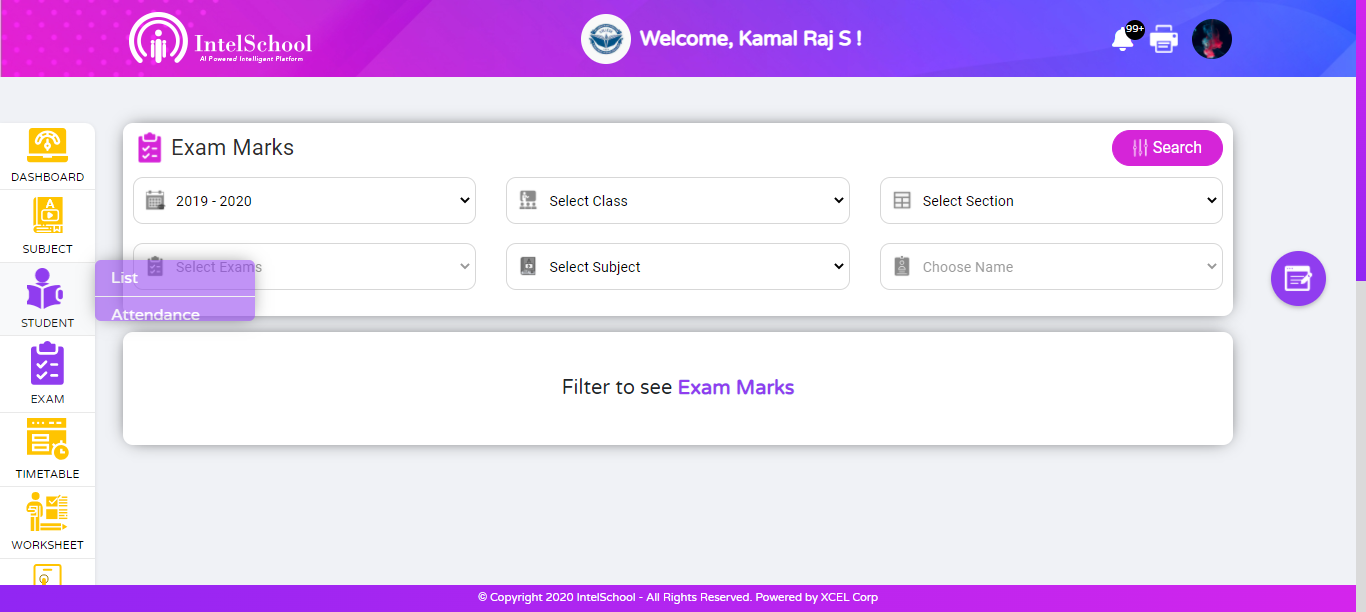 IntelSchool
AI Powered Intelligent Platform
Welcome, Kamal Raj S !
99+
DASHBOARD
SUBJECT
STUDENT
EXAM
TIMETABLE
WORKSHEET
List
Attendance
Exam Marks
Search
2019 - 2020
Select Class
Select Section
Select Exams
Select Subject
Choose Name
Filter to see Exam Marks
© Copyright 2020 IntelSchool - All Rights Reserved. Powered by XCEL Corp